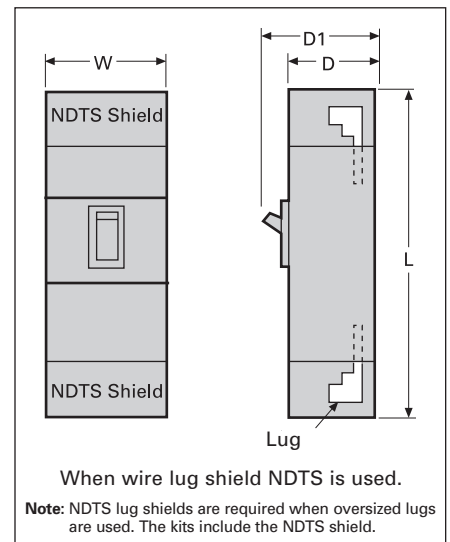 D1
W
D
NDTS Shield
L
NDTS Shield
Lug
When wire lug shield NDTS is used.
Note: NDTS lug shields are required when oversized lugs
are used. The kits include the NDTS shield.